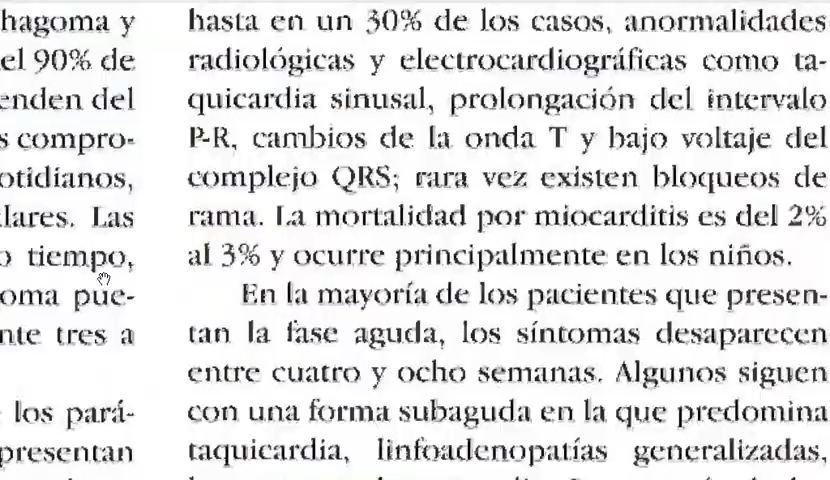 hagoma y
el 90% de
enden del
s compro-
otidianos,
lares. Las
o tiempo,
oma pue-
nte tres a
los pará-
presentan
hasta en un 30% de los casos, anormalidades
radiológicas y electrocardiográficas como ta-
quicardia sinusal, prolongación del intervalo
P-R, cambios de la onda T y bajo voltaje del
complejo QRS; rara vez existen bloqueos de
rama. La mortalidad por miocarditis es del 2%
al 3% y ocurre principalmente en los niños.
En la mayoría de los pacientes que presen-
tan la fase aguda, los síntomas desaparecen
entre cuatro y ocho semanas. Algunos siguen
con una forma subaguda en la que predomina
taquicardia, linfoadenopatías generalizadas,